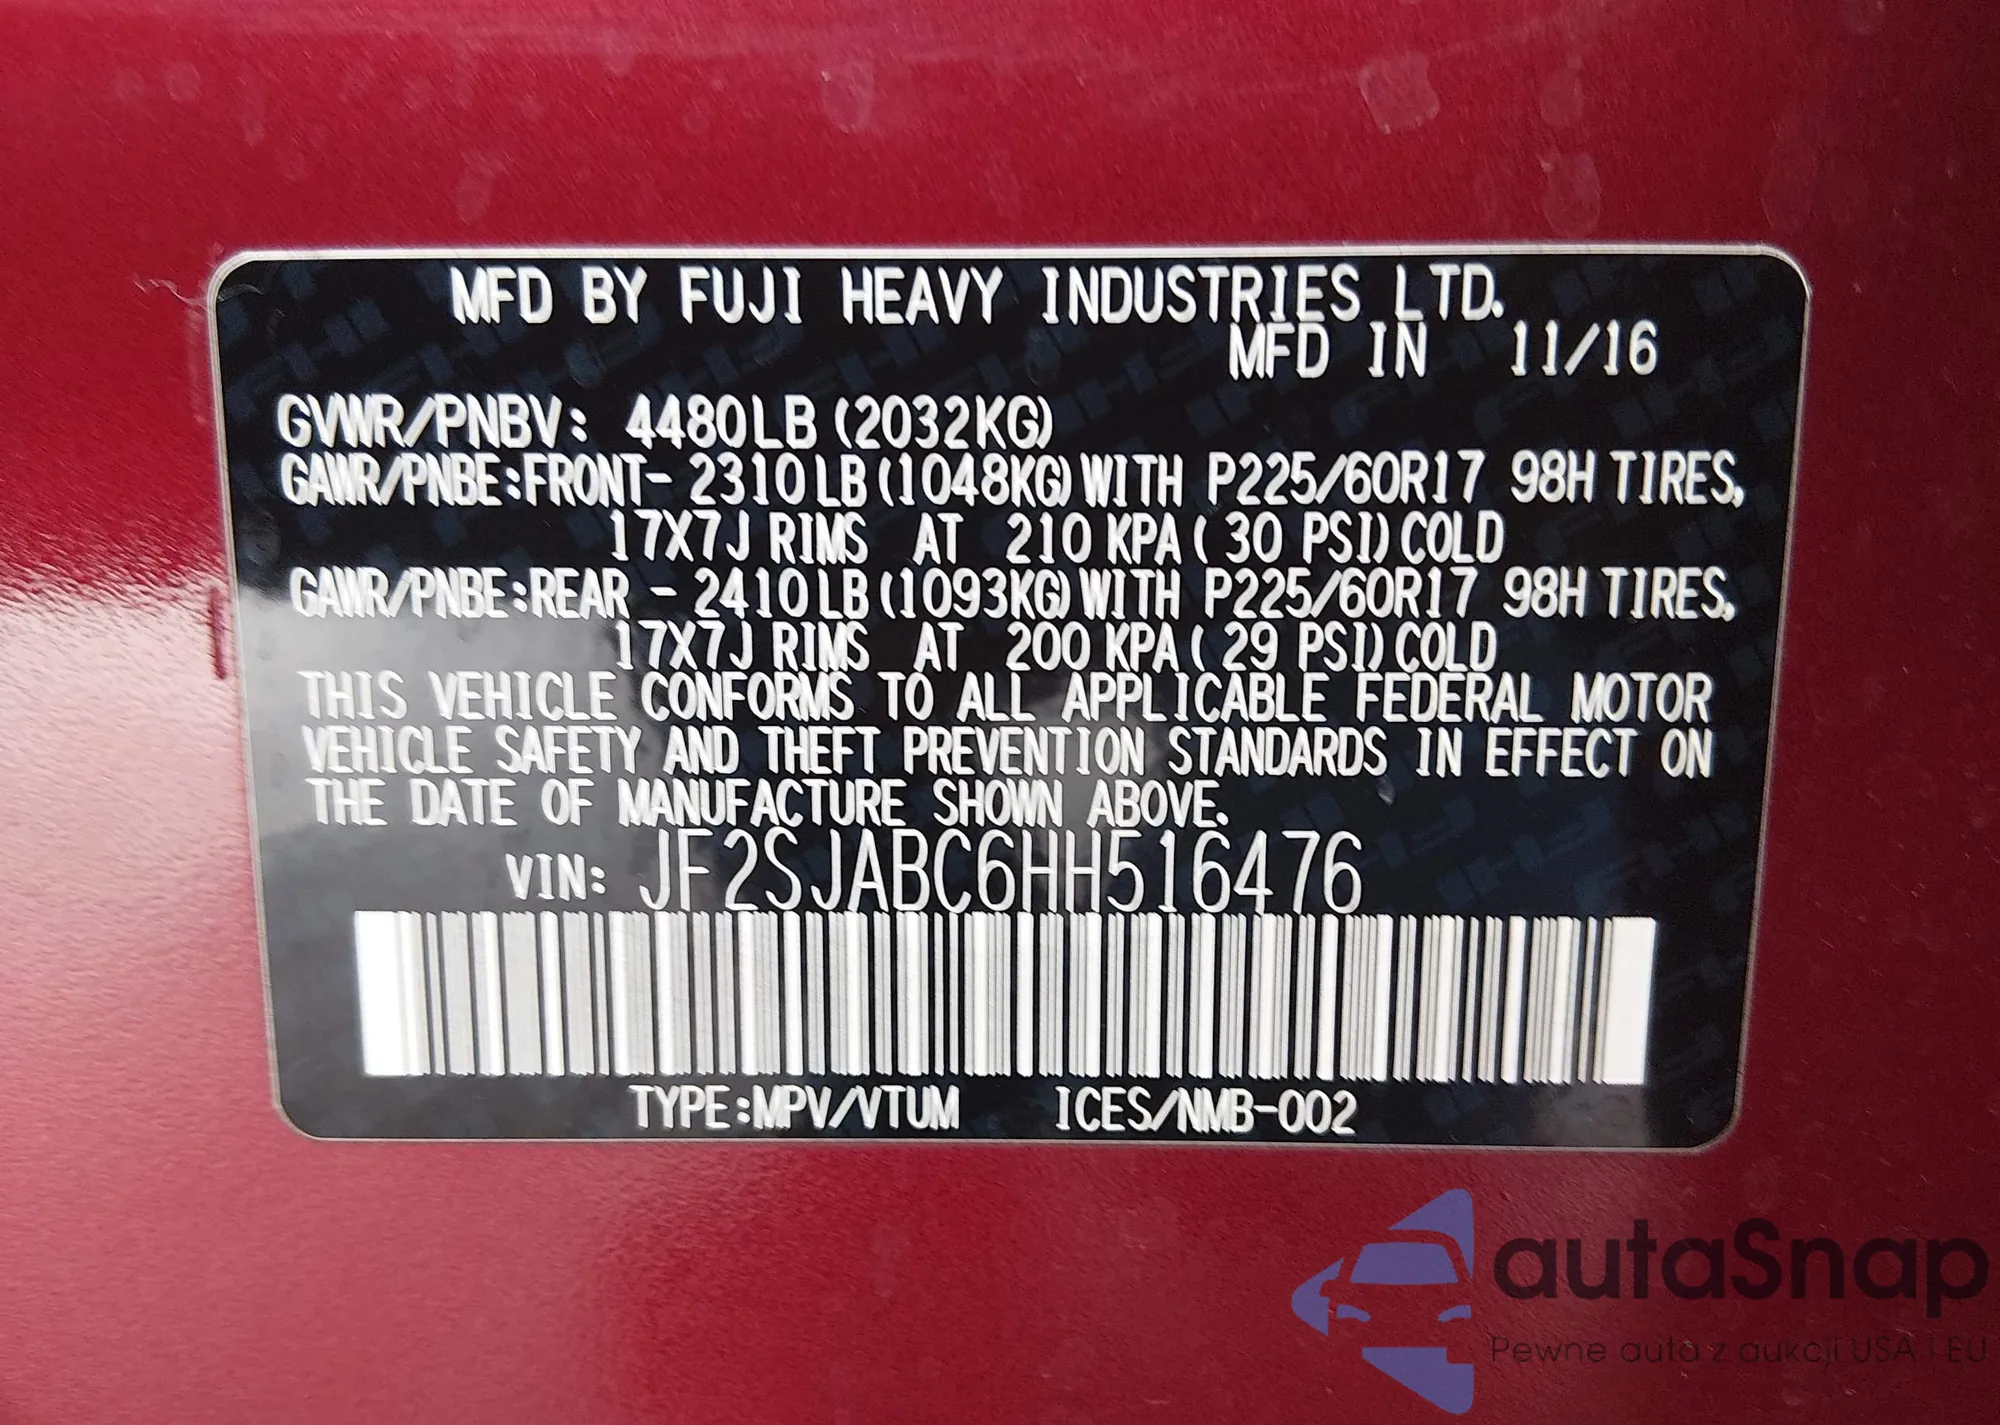 MFD BY FUJI HEAVY INDUSTRIES LTD.
MFD IN 11/16
GVWR/PNBV: 4480LB (2032KG)
GAWR/PNBE:FRONT- 2310LB (1048KG) WITH P225/60R17 98H TIRES,
17X7J RIMS AT 210 KPA ( 30 PSI) COLD
GAWR/PNBE:REAR - 2410LB (1093KG) WITH P225/60R17 98H TIRES,
17X7J RIMS AT 200 KPA ( 29 PSI) COLD
THIS VEHICLE CONFORMS TO ALL APPLICABLE FEDERAL MOTOR
VEHICLE SAFETY AND THEFT PREVENTION STANDARDS IN EFFECT ON
THE DATE OF MANUFACTURE SHOWN ABOVE.
VIN: JF2SJABC6HH516476
TYPE:MPV/VTUM ICES/NMB-002
autaSnap
Pewne auta z aukcji USA i EU